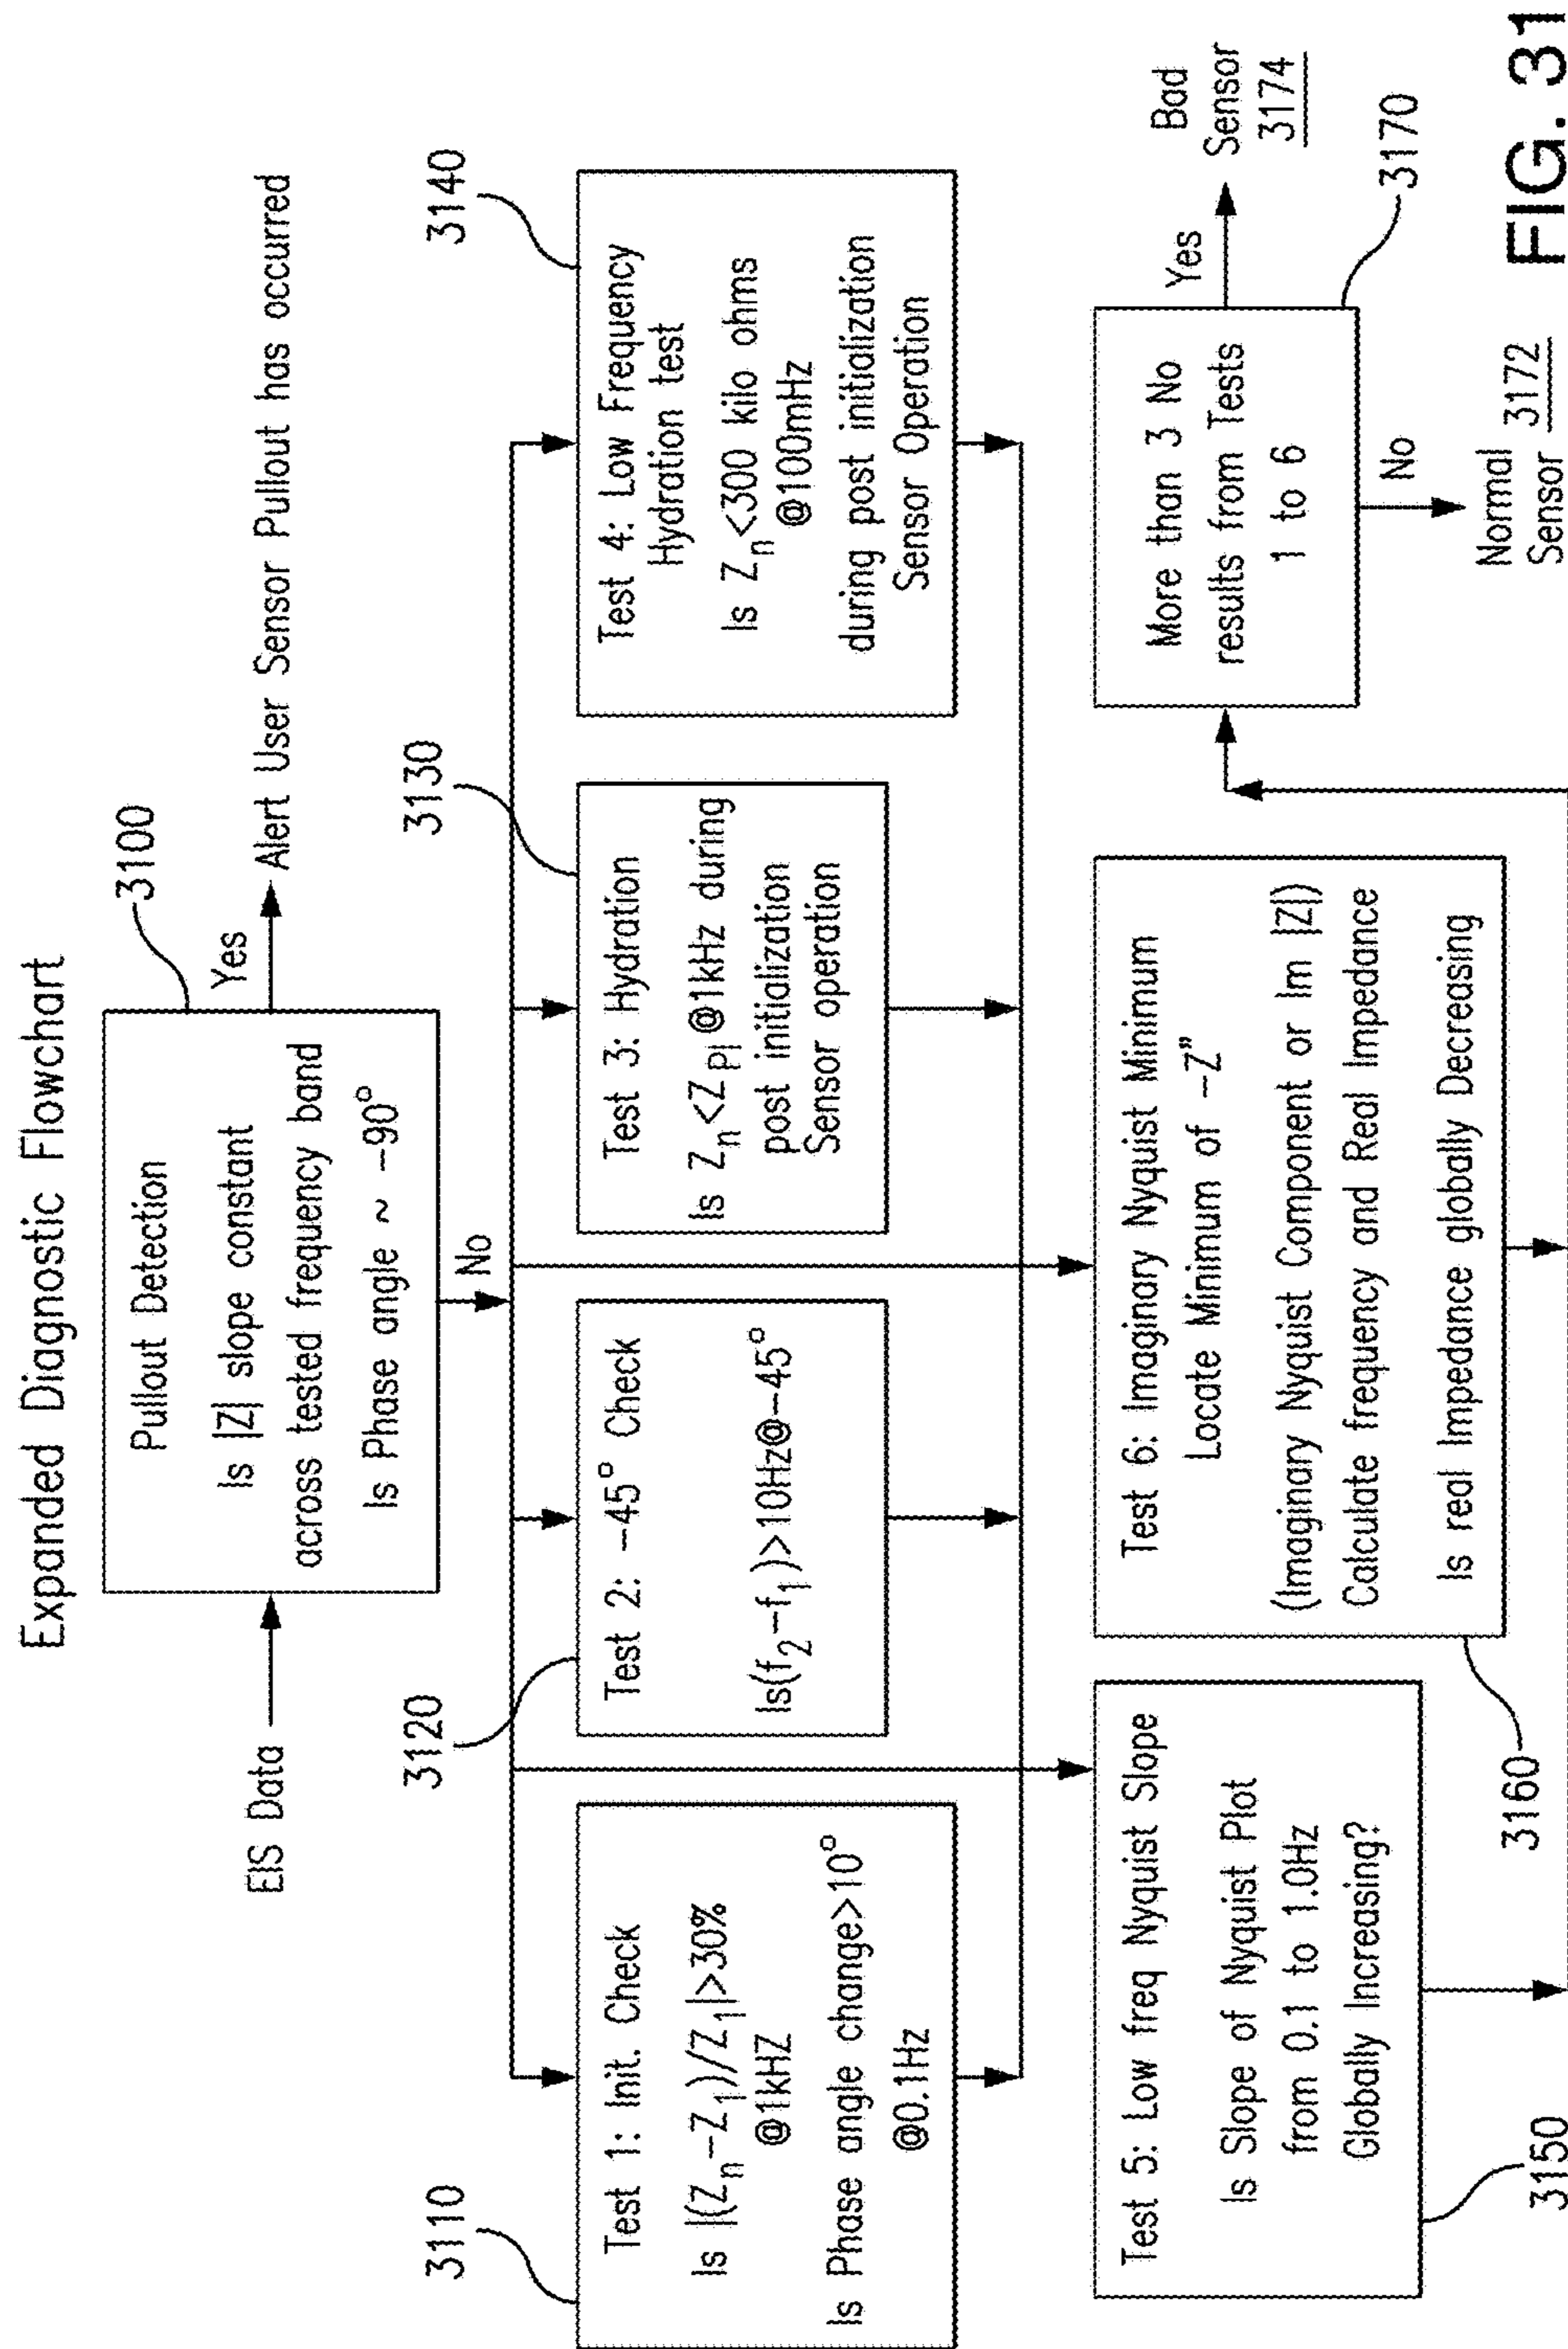 Expanded Diagnostic Flowchart
EIS Data
Pullout Detection
Is |Z| slope constant
across tested frequency band
Is Phase angle ~ -90°
3100
Yes
Alert User Sensor Pullout has occurred
No
3110
Test 1: Init. Check
Is |(Zn-Z1)/Z1|>30%
@1kHZ
Is Phase angle change>10°
@0.1Hz
3120
Test 2: -45° Check
Is(f2-f1)>10Hz@-45°
3130
Test 3: Hydration
Is Zn<Zpl@1kHz during
post initialization
Sensor operation
3140
Test 4: Low Frequency
Hydration test
Is Zn<300 kilo ohms
@100mHz
during post initialization
Sensor Operation
Test 5: Low freq Nyquist Slope
Is Slope of Nyquist Plot
from 0.1 to 1.0Hz
Globally Increasing?
3150
Test 6: Imaginary Nyquist Minimum
Locate Minimum of -Z"
(Imaginary Nyquist Component or Im |Z|)
Calculate frequency and Real Impedance
Is real Impedance globally Decreasing
3160
More than 3 No
results from Tests
1 to 6
3170
Yes
Bad
Sensor
3174
No
Normal
Sensor
3172
FIG. 31